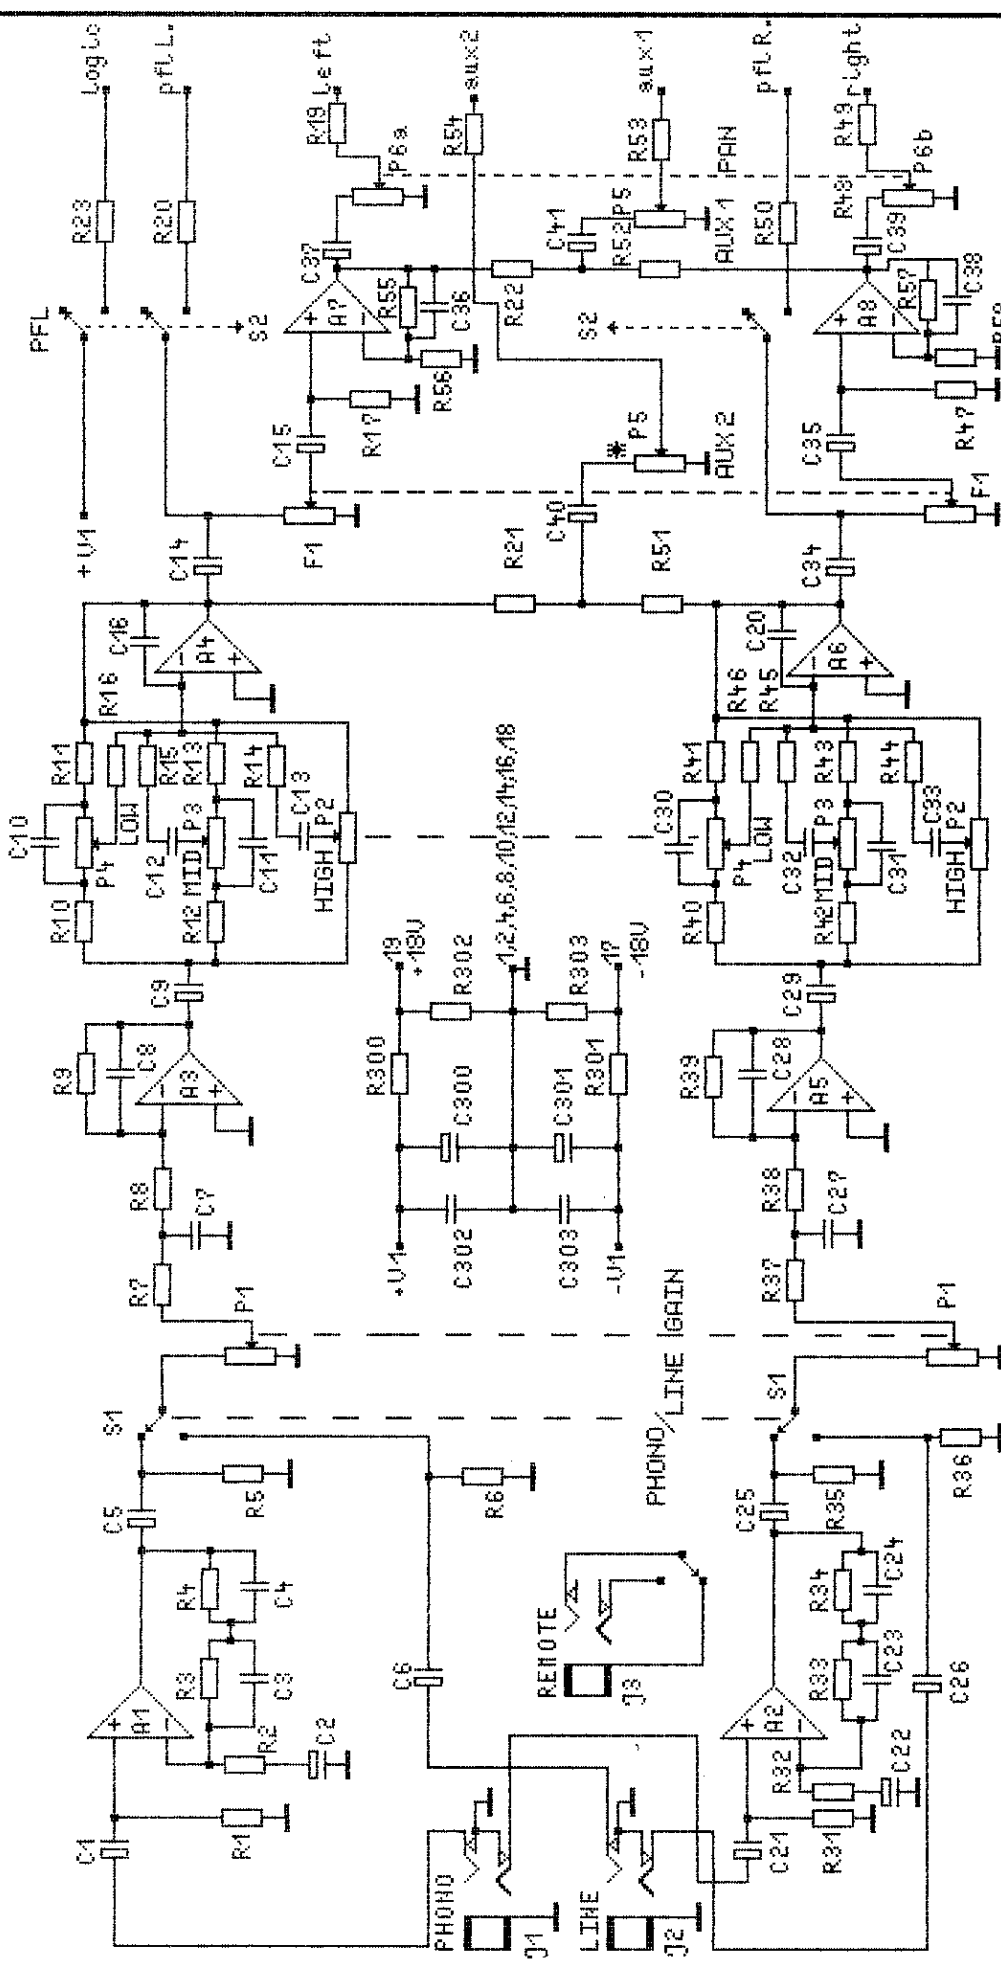 Logic
R23
PFL
+V1
pfl L.
R20
S2
Left
R19
P6a
C37
A7
R55
C36
R56
R17
C15
F1
C14
C16
A4
R16
R11
C10
P4
LOW
R10
R15
R13
C12
P3
MID
R12
C11
R14
C13
P2
HIGH
C9
R9
C8
A3
R8
C7
R7
P1
S1
C5
R5
R4
C4
R3
C3
A1
R2
C2
C1
R1
aux2
R54
R22
P5
AUX2
C40
R21
R51
aux1
R53
P5
R52
C41
AUX1
PAN
19
+18V
R302
R300
C300
1,2,4,6,8,10,12,14,16,18
R303
17
-18V
C301
R301
+V1
C302
C303
-V1
PHONO/
LINE
GAIN
R6
C6
REMOTE
J3
PHONO
J1
LINE
J2
pfl R.
R50
S2
right
R49
P6b
R48
C39
A8
R57
C38
R47
C35
F1
C34
C20
A6
R46
R45
R41
C30
P4
LOW
R40
R43
C32
P3
MID
R42
C31
R44
C33
P2
HIGH
C29
R39
C28
A5
R38
C27
R37
P1
S1
R36
C25
R35
R34
C24
R33
C23
A2
R32
C22
C21
R31
C26